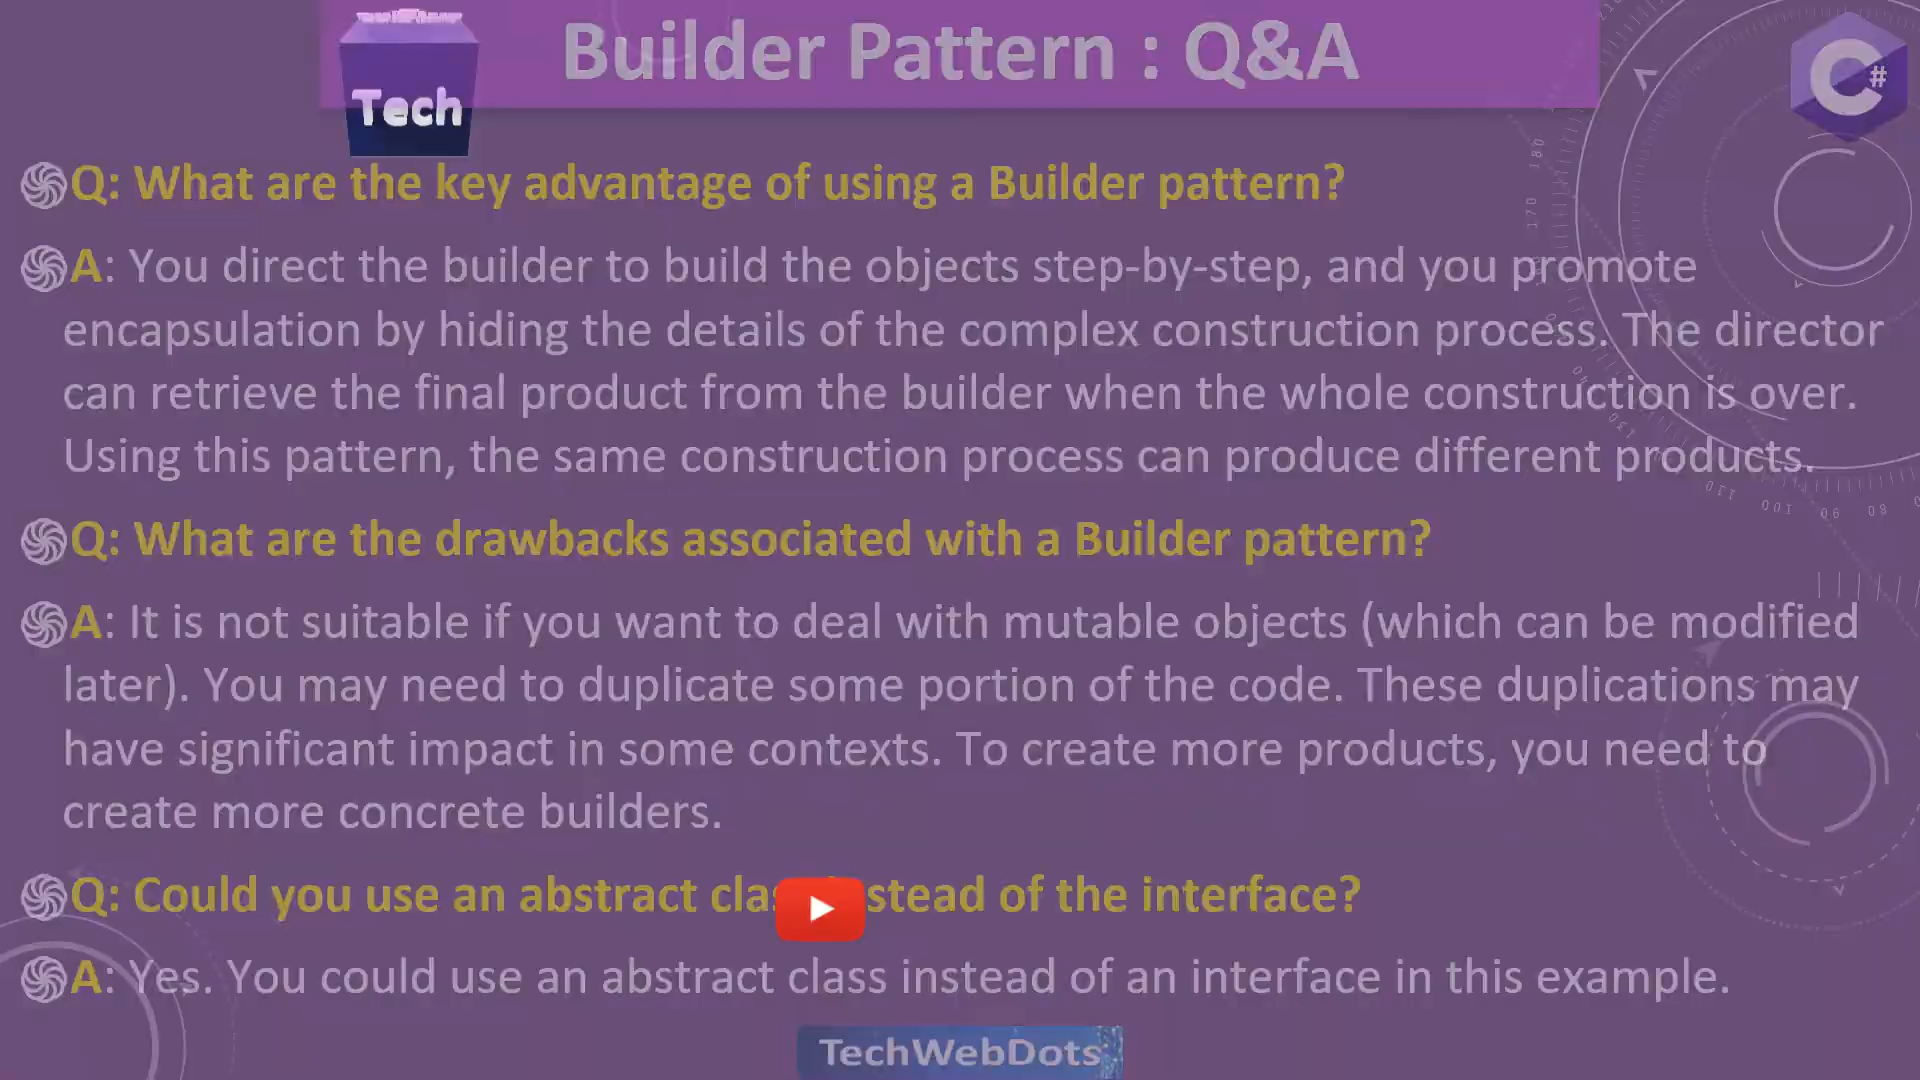 Builder Pattern : Q&A
Tech
C#
Q: What are the key advantage of using a Builder pattern?
A: You direct the builder to build the objects step-by-step, and you promote
encapsulation by hiding the details of the complex construction process. The director
can retrieve the final product from the builder when the whole construction is over.
Using this pattern, the same construction process can produce different products.
Q: What are the drawbacks associated with a Builder pattern?
A: It is not suitable if you want to deal with mutable objects (which can be modified
later). You may need to duplicate some portion of the code. These duplications may
have significant impact in some contexts. To create more products, you need to
create more concrete builders.
Q: Could you use an abstract stead of the interface?
A: Yes. You could use an abstract class instead of an interface in this example.
TechWebDots
180
170
110
100
90
80